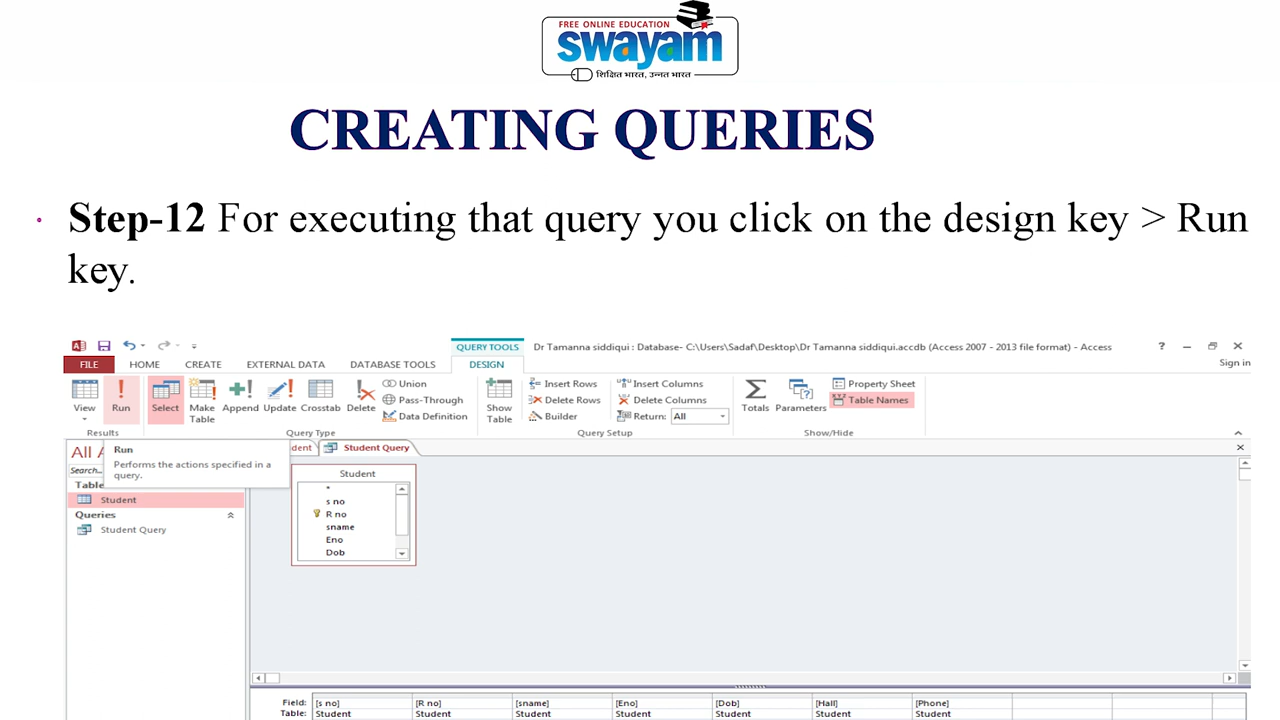 FREE ONLINE EDUCATION
swayam
शिक्षित भारत, उन्नत भारत
CREATING QUERIES
· Step-12 For executing that query you click on the design key > Run
key.
QUERY TOOLS Dr Tamanna siddiqui : Database- C:\Users\Sadaf\Desktop\Dr Tamanna siddiqui.accdb (Access 2007 - 2013 file format) - Access ?
FILE HOME CREATE EXTERNAL DATA DATABASE TOOLS DESIGN Sign in
View Run Select Make Table Append Update Crosstab Delete
Union
Pass-Through
Data Definition
Show Table
Insert Rows
Delete Rows
Builder
Insert Columns
Delete Columns
Return: All
Totals Parameters
Property Sheet
Table Names
Results Query Type Query Setup Show/Hide
All A
Search...
Run
Performs the actions specified in a
query.
dent Student Query
Table
Student
Queries
Student Query
Student
*
s no
R no
sname
Eno
Dob
Field: [s no] [R no] [sname] [Eno] [Dob] [Hall] [Phone]
Table: Student Student Student Student Student Student Student